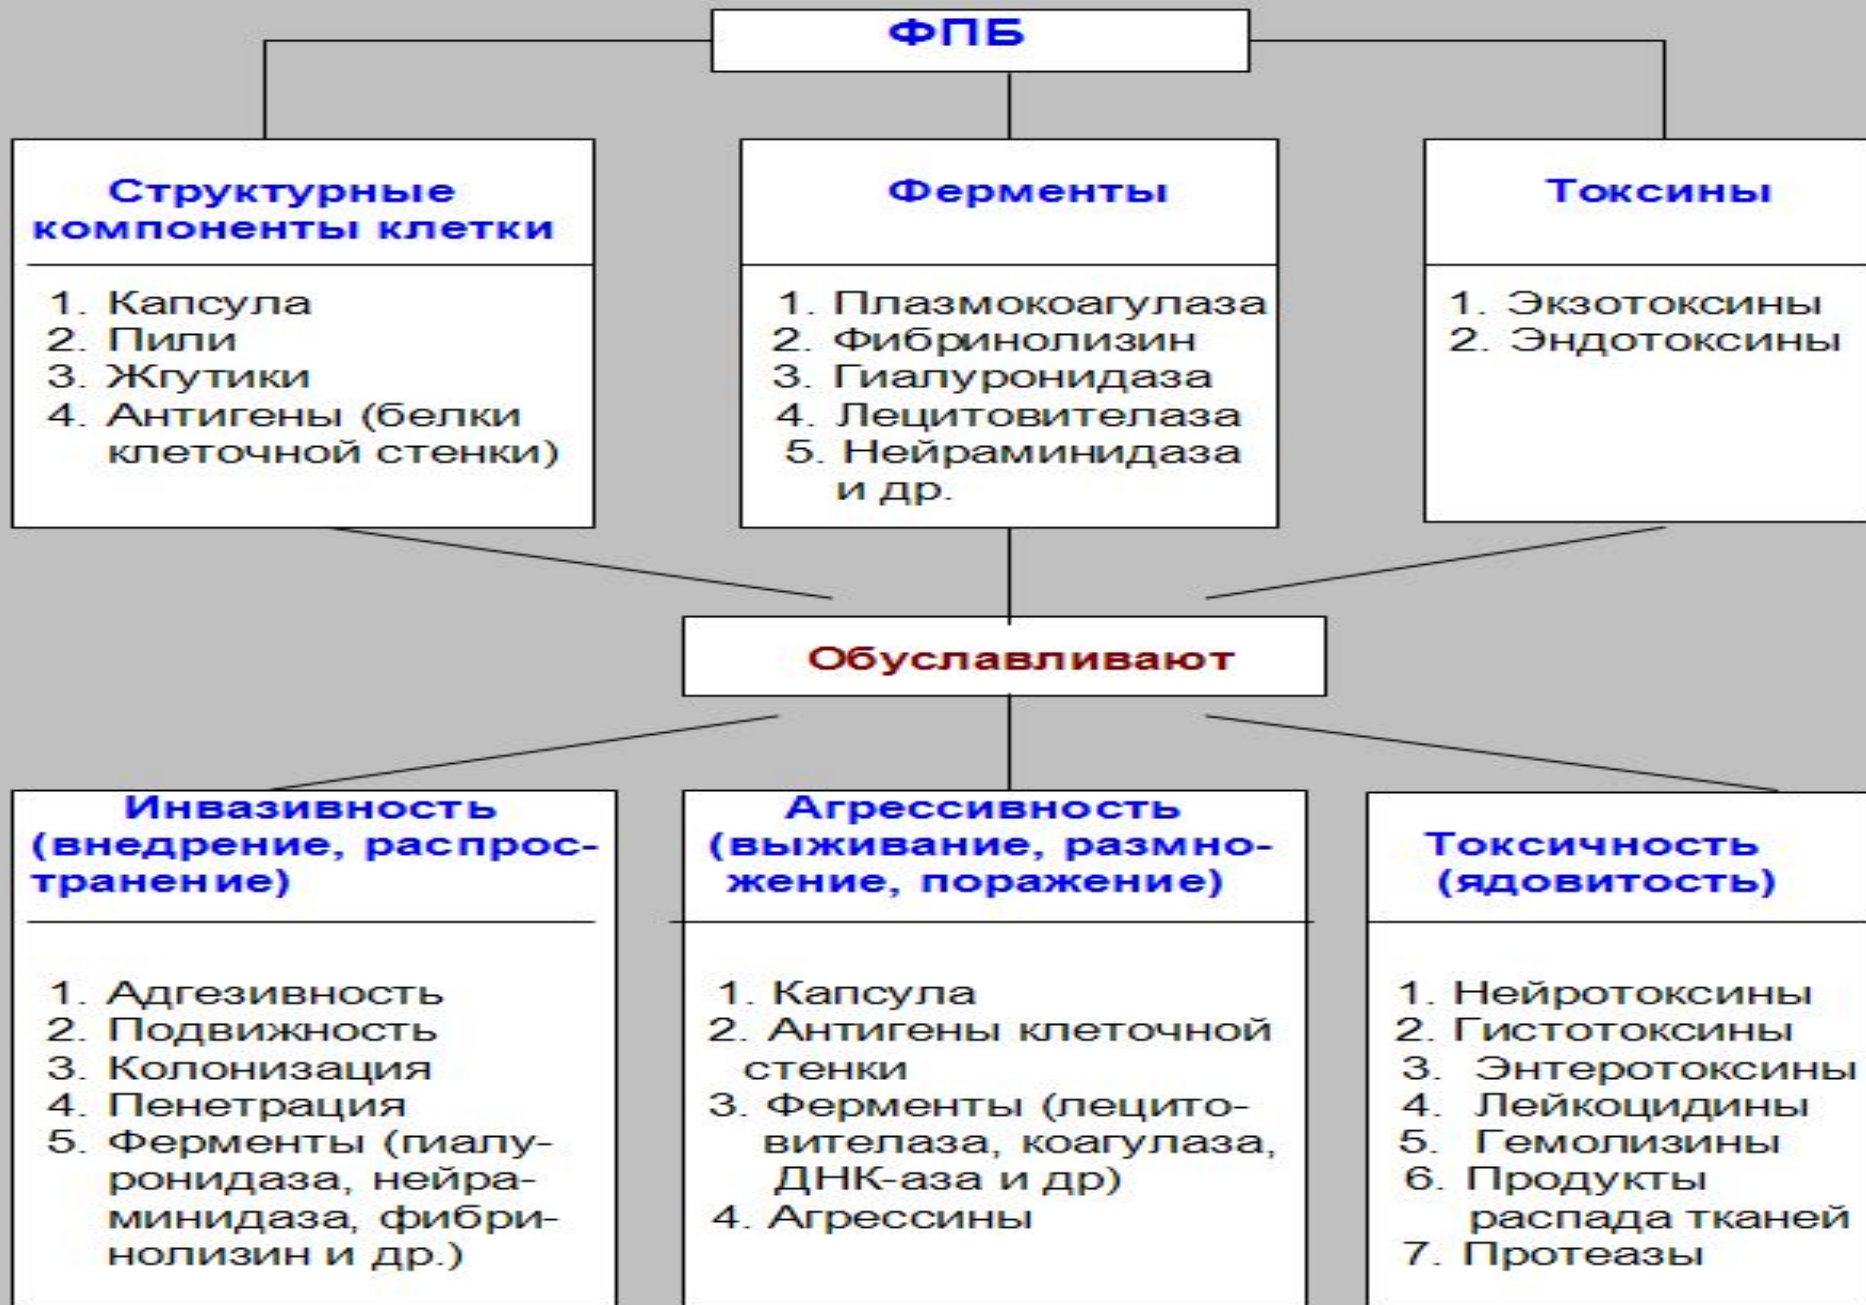 ФПБ
Структурные
компоненты клетки
1. Капсула
2. Пили
3. Жгутики
4. Антигены (белки
клеточной стенки)
Ферменты
1. Плазмокоагулаза
2. Фибринолизин
3. Гиалуронидаза
4. Лецитовителаза
5. Нейраминидаза
и др.
Токсины
1. Экзотоксины
2. Эндотоксины
Обуславливают
Инвазивность
(внедрение, распрос-
транение)
1. Адгезивность
2. Подвижность
3. Колонизация
4. Пенетрация
5. Ферменты (гиалу-
ронидаза, нейра-
минидаза, фибри-
нолизин и др.)
Агрессивность
(выживание, размно-
жение, поражение)
1. Капсула
2. Антигены клеточной
стенки
3. Ферменты (лецито-
вителаза, коагулаза,
ДНК-аза и др)
4. Агрессины
Токсичность
(ядовитость)
1. Нейротоксины
2. Гистотоксины
3. Энтеротоксины
4. Лейкоцидины
5. Гемолизины
6. Продукты
распада тканей
7. Протеазы